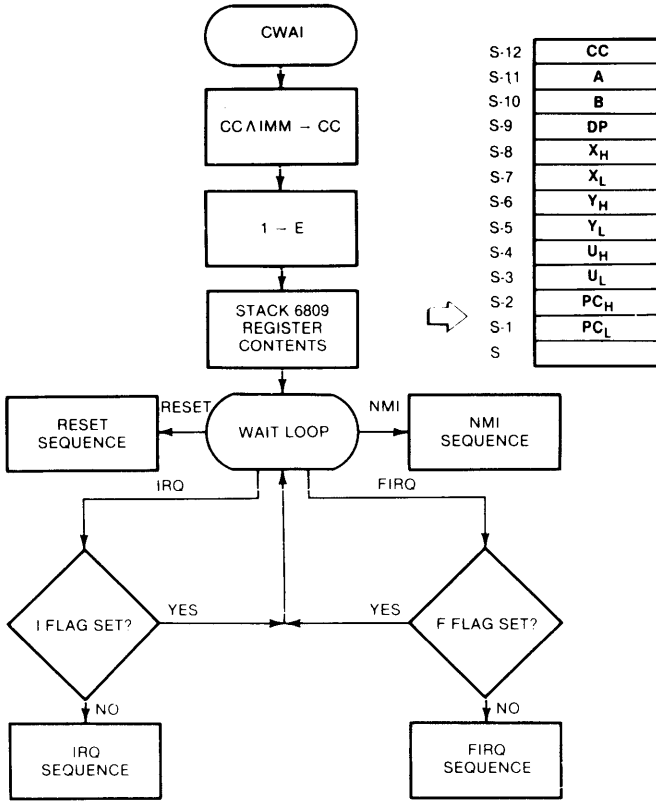 CWAI
CC∧IMM – CC
1 – E
STACK 6809
REGISTER
CONTENTS
S-12 CC
S-11 A
S-10 B
S-9 DP
S-8 XH
S-7 XL
S-6 YH
S-5 YL
S-4 UH
S-3 UL
S-2 PCH
S-1 PCL
S
RESET
SEQUENCE
RESET
WAIT LOOP
NMI
NMI
SEQUENCE
IRQ
FIRQ
I FLAG SET?
YES
YES
F FLAG SET?
NO
NO
IRQ
SEQUENCE
FIRQ
SEQUENCE